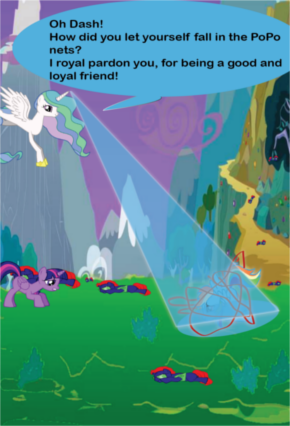 Oh Dash!
How did you let yourself fall in the PoPo
nets?
I royal pardon you, for being a good and
loyal friend!